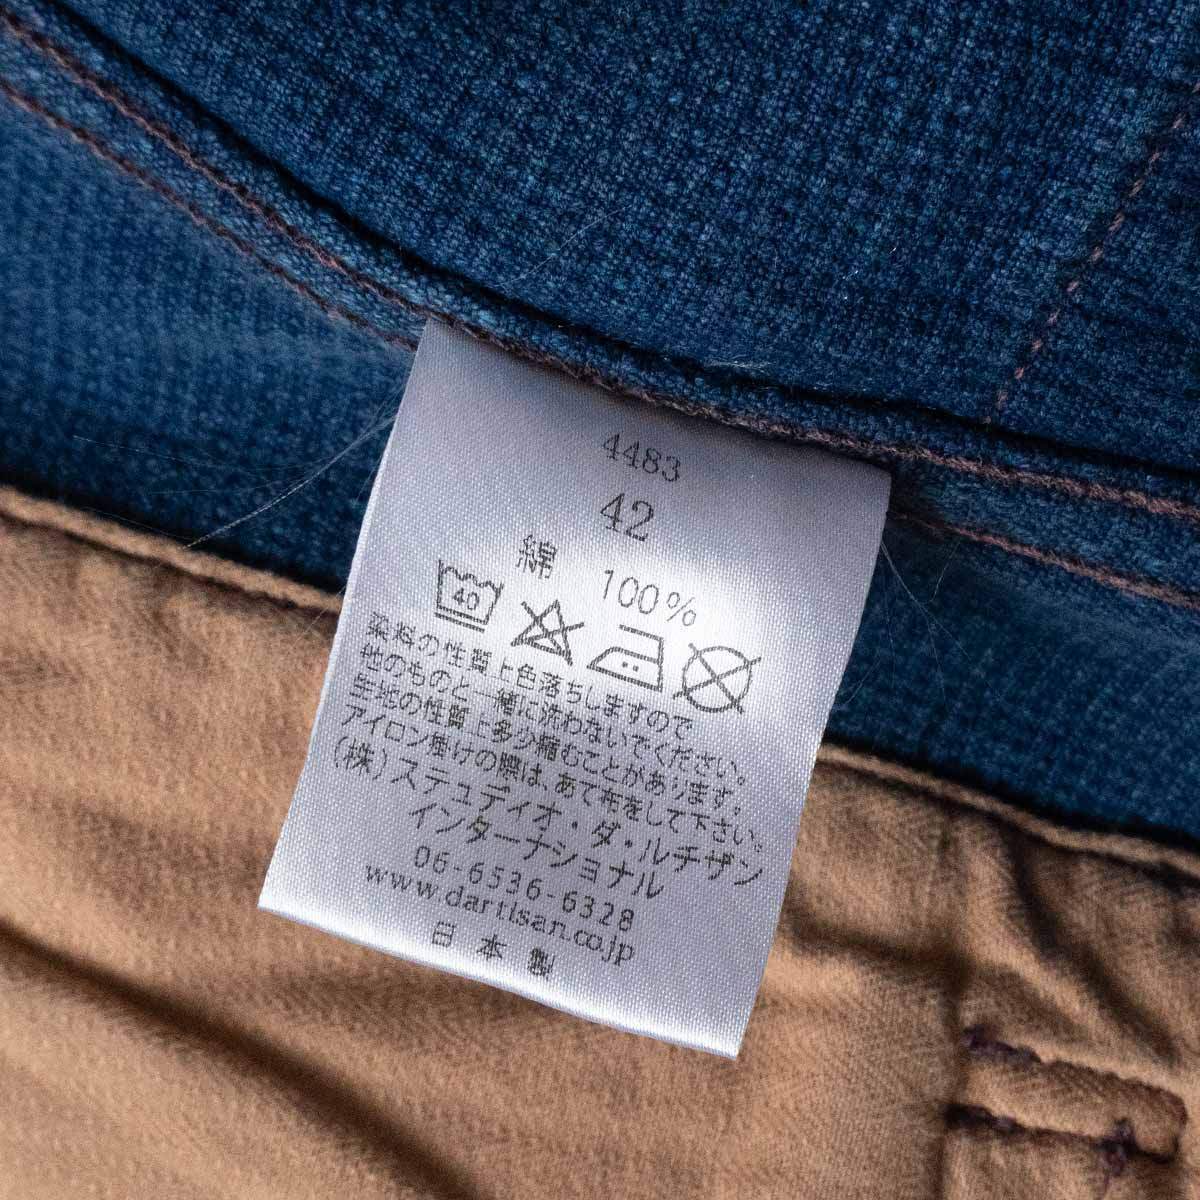 4483
42
綿 100%
40
染料の性質上色落ちしますので
他のものと一緒に洗わないでください。
生地の性質上多少縮むことがあります。
アイロン掛けの際は、あて布をして下さい。
(株)ステュディオ・ダ・ルチザン
インターナショナル
06-6536-6328
www.dartisan.co.jp
日本製